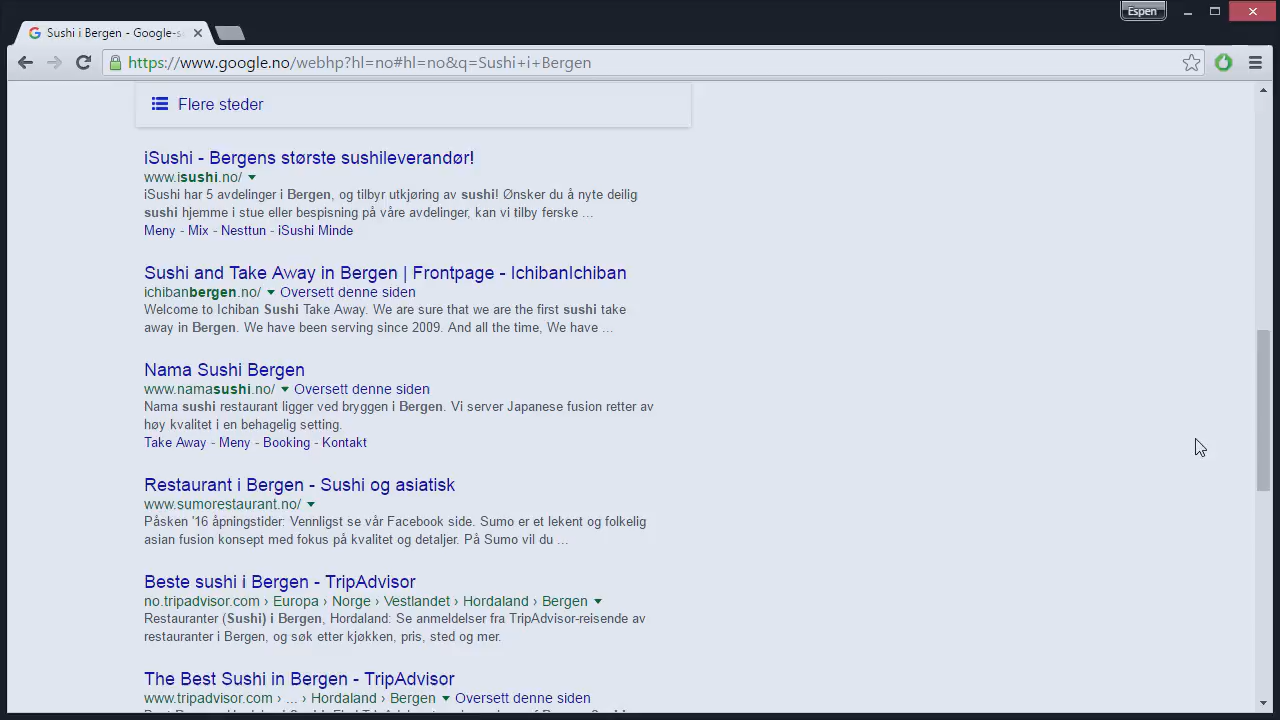 Espen
Sushi i Bergen - Google-s
https://www.google.no/webhp?hl=no#hl=no&q=Sushi+i+Bergen
Flere steder
iSushi - Bergens største sushileverandør!
www.isushi.no/
iSushi har 5 avdelinger i Bergen, og tilbyr utkjøring av sushi! Ønsker du å nyte deilig
sushi hjemme i stue eller bespisning på våre avdelinger, kan vi tilby ferske ...
Meny - Mix - Nesttun - iSushi Minde
Sushi and Take Away in Bergen | Frontpage - IchibanIchiban
ichibanbergen.no/ Oversett denne siden
Welcome to Ichiban Sushi Take Away. We are sure that we are the first sushi take
away in Bergen. We have been serving since 2009. And all the time, We have ...
Nama Sushi Bergen
www.namasushi.no/ Oversett denne siden
Nama sushi restaurant ligger ved bryggen i Bergen. Vi server Japanese fusion retter av
høy kvalitet i en behagelig setting.
Take Away - Meny - Booking - Kontakt
Restaurant i Bergen - Sushi og asiatisk
www.sumorestaurant.no/
Påsken '16 åpningstider: Vennligst se vår Facebook side. Sumo er et lekent og folkelig
asian fusion konsept med fokus på kvalitet og detaljer. På Sumo vil du ...
Beste sushi i Bergen - TripAdvisor
no.tripadvisor.com › Europa › Norge › Vestlandet › Hordaland › Bergen
Restauranter (Sushi) i Bergen, Hordaland: Se anmeldelser fra TripAdvisor-reisende av
restauranter i Bergen, og søk etter kjøkken, pris, sted og mer.
The Best Sushi in Bergen - TripAdvisor
www.tripadvisor.com › ... › Hordaland › Bergen Oversett denne siden